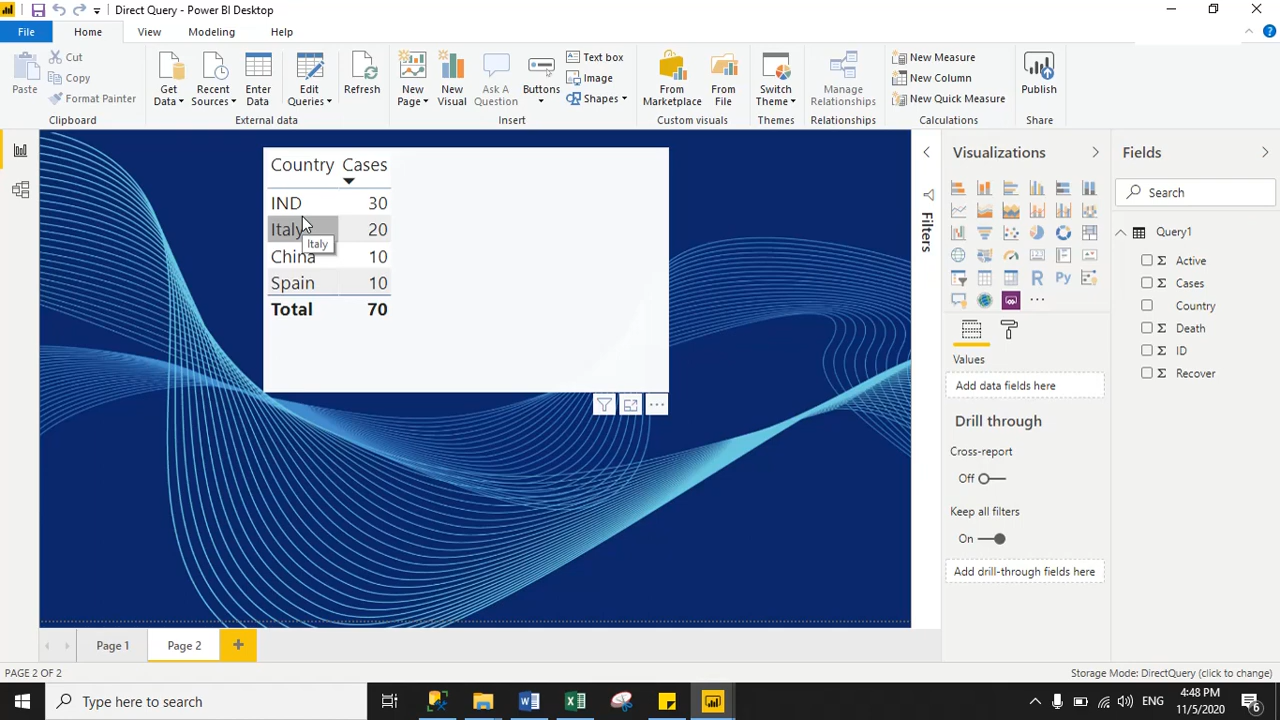 Direct Query - Power BI Desktop
File Home View Modeling Help
Paste
Cut
Copy
Format Painter
Clipboard
Get Data
Recent Sources
Enter Data
Edit Queries
Refresh
External data
New Page
New Visual
Ask A Question
Buttons
Text box
Image
Shapes
Insert
From Marketplace
From File
Custom visuals
Switch Theme
Themes
Manage Relationships
Relationships
New Measure
New Column
New Quick Measure
Calculations
Publish
Share
Country Cases
IND 30
Italy 20
Italy
China 10
Spain 10
Total 70
Filters
Visualizations
R Py
Values
Add data fields here
Drill through
Cross-report
Off
Keep all filters
On
Add drill-through fields here
Fields
Search
Query1
Active
Cases
Country
Death
ID
Recover
Page 1 Page 2
PAGE 2 OF 2
Storage Mode: DirectQuery (click to change)
Type here to search
4:48 PM
11/5/2020
6